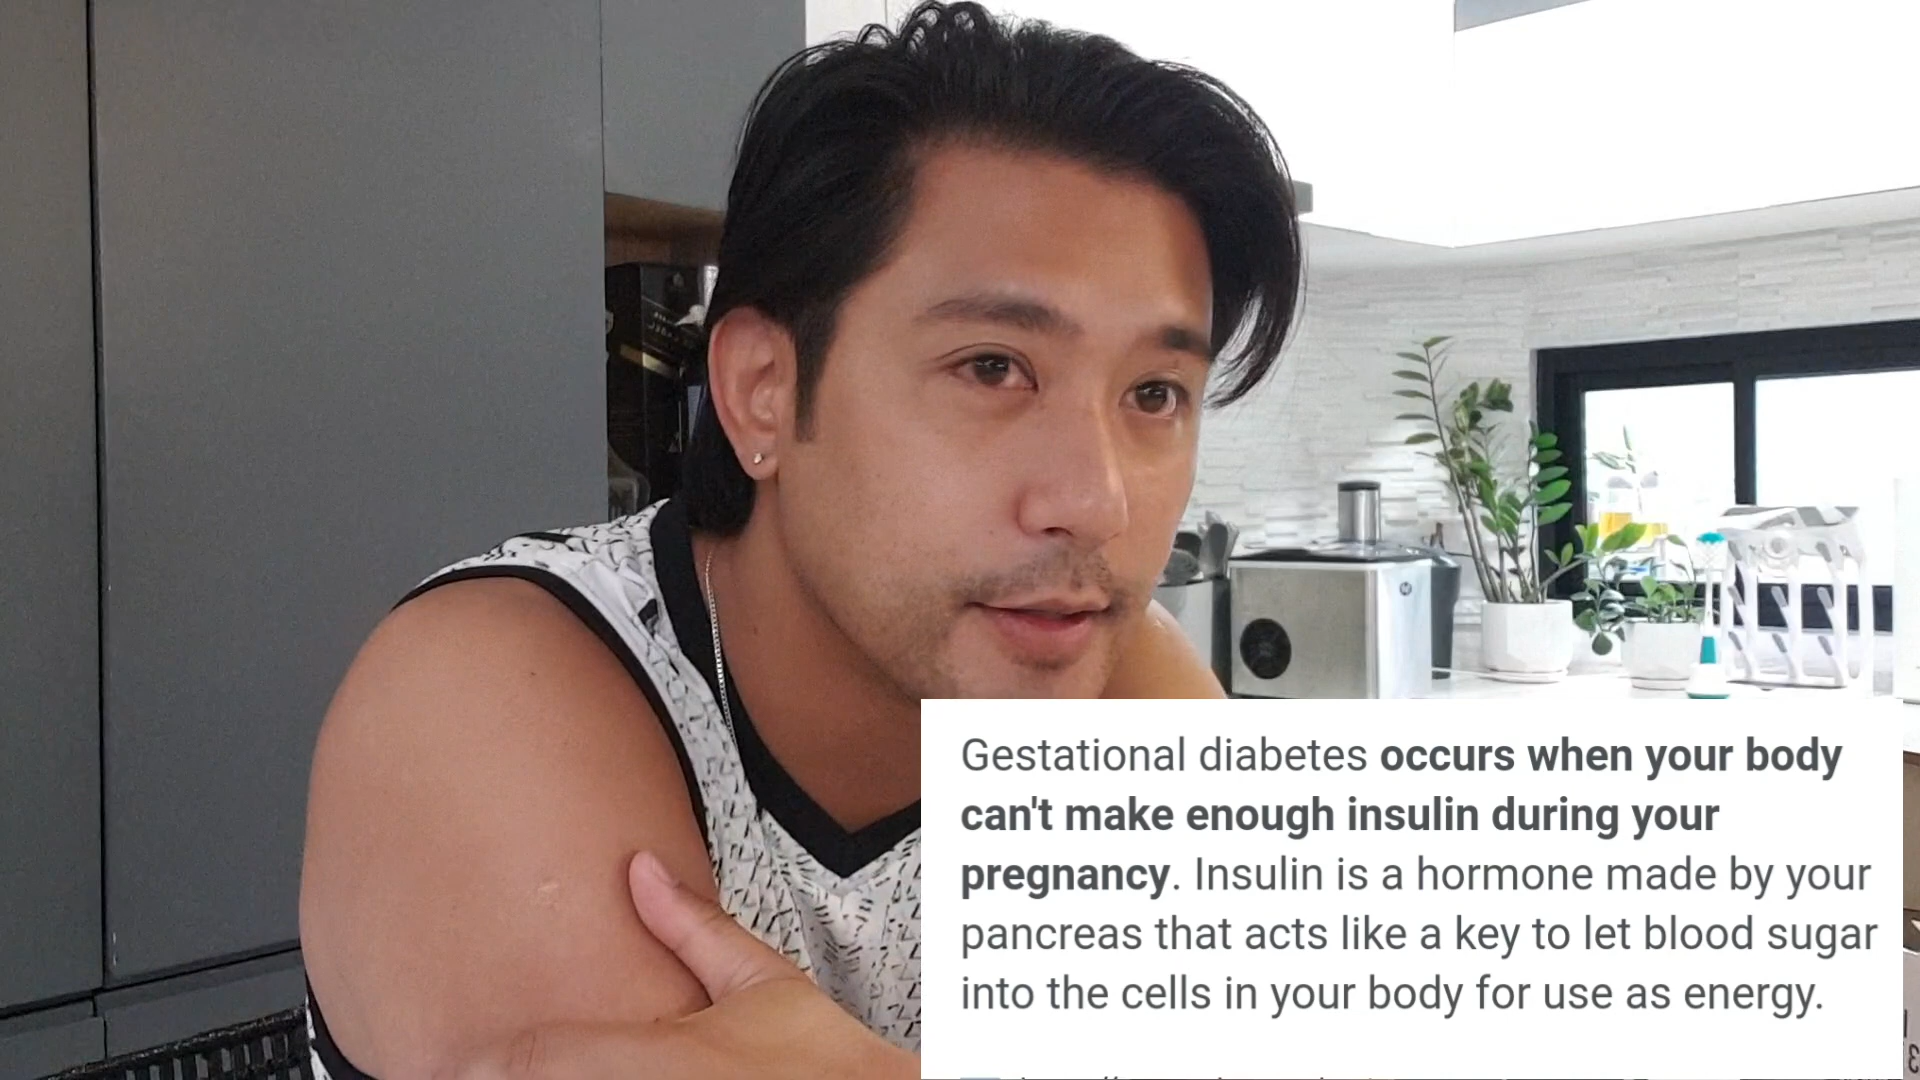 Gestational diabetes occurs when your body
can't make enough insulin during your
pregnancy. Insulin is a hormone made by your
pancreas that acts like a key to let blood sugar
into the cells in your body for use as energy.